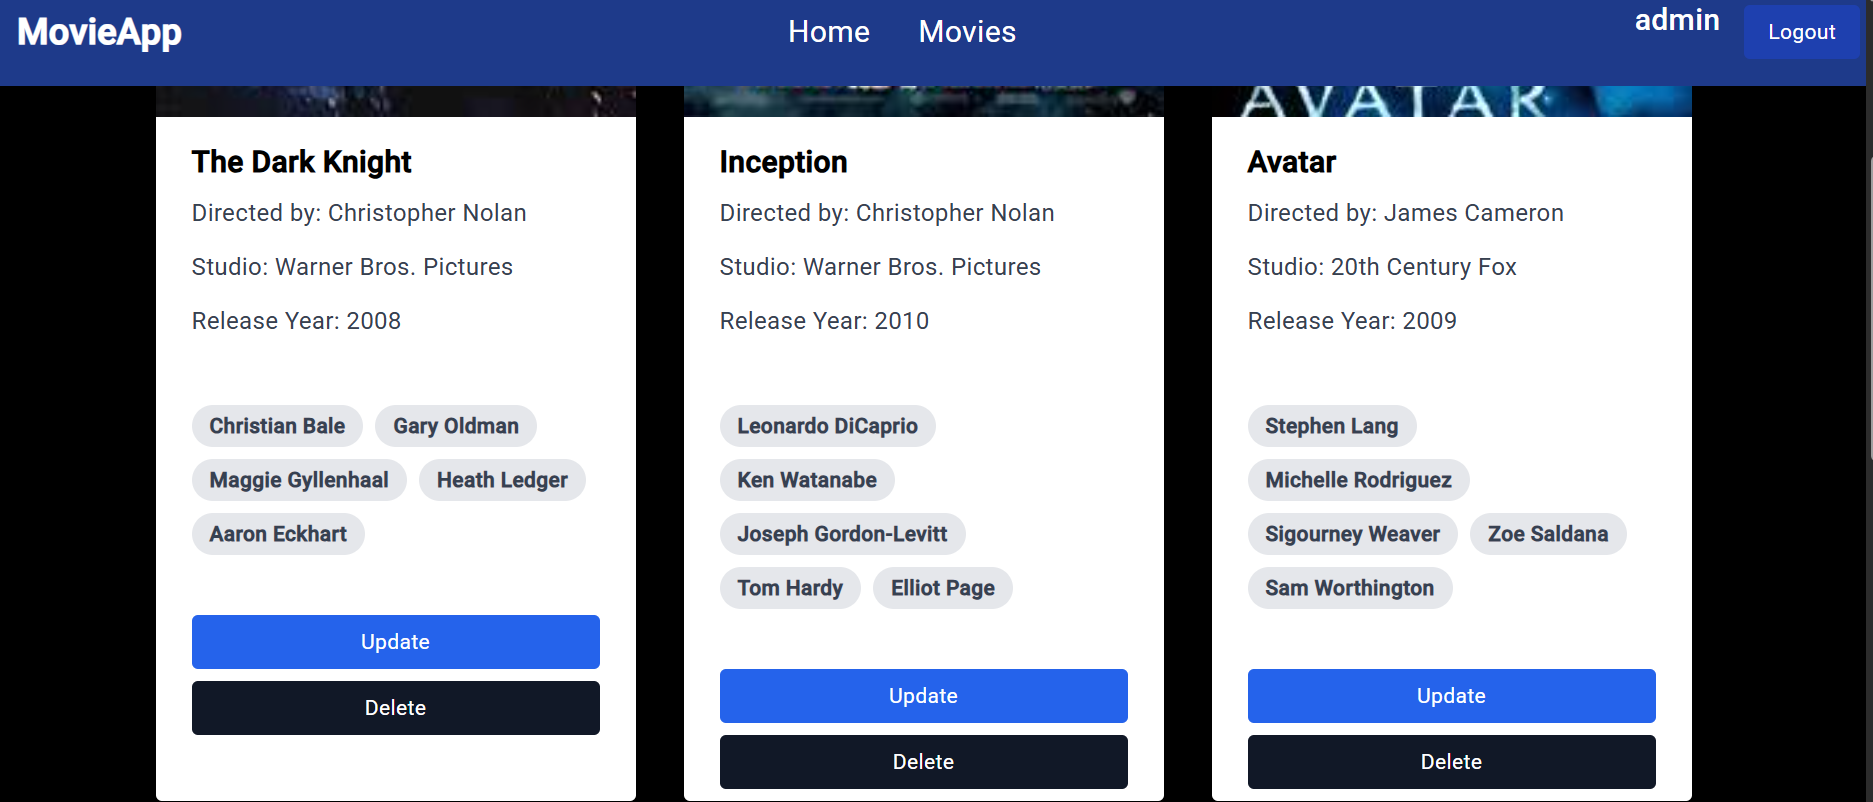 MovieApp Home Movies admin Logout
AVATAR
The Dark Knight
Directed by: Christopher Nolan
Studio: Warner Bros. Pictures
Release Year: 2008
Christian Bale Gary Oldman
Maggie Gyllenhaal Heath Ledger
Aaron Eckhart
Update
Delete
Inception
Directed by: Christopher Nolan
Studio: Warner Bros. Pictures
Release Year: 2010
Leonardo DiCaprio
Ken Watanabe
Joseph Gordon-Levitt
Tom Hardy Elliot Page
Update
Delete
Avatar
Directed by: James Cameron
Studio: 20th Century Fox
Release Year: 2009
Stephen Lang
Michelle Rodriguez
Sigourney Weaver Zoe Saldana
Sam Worthington
Update
Delete